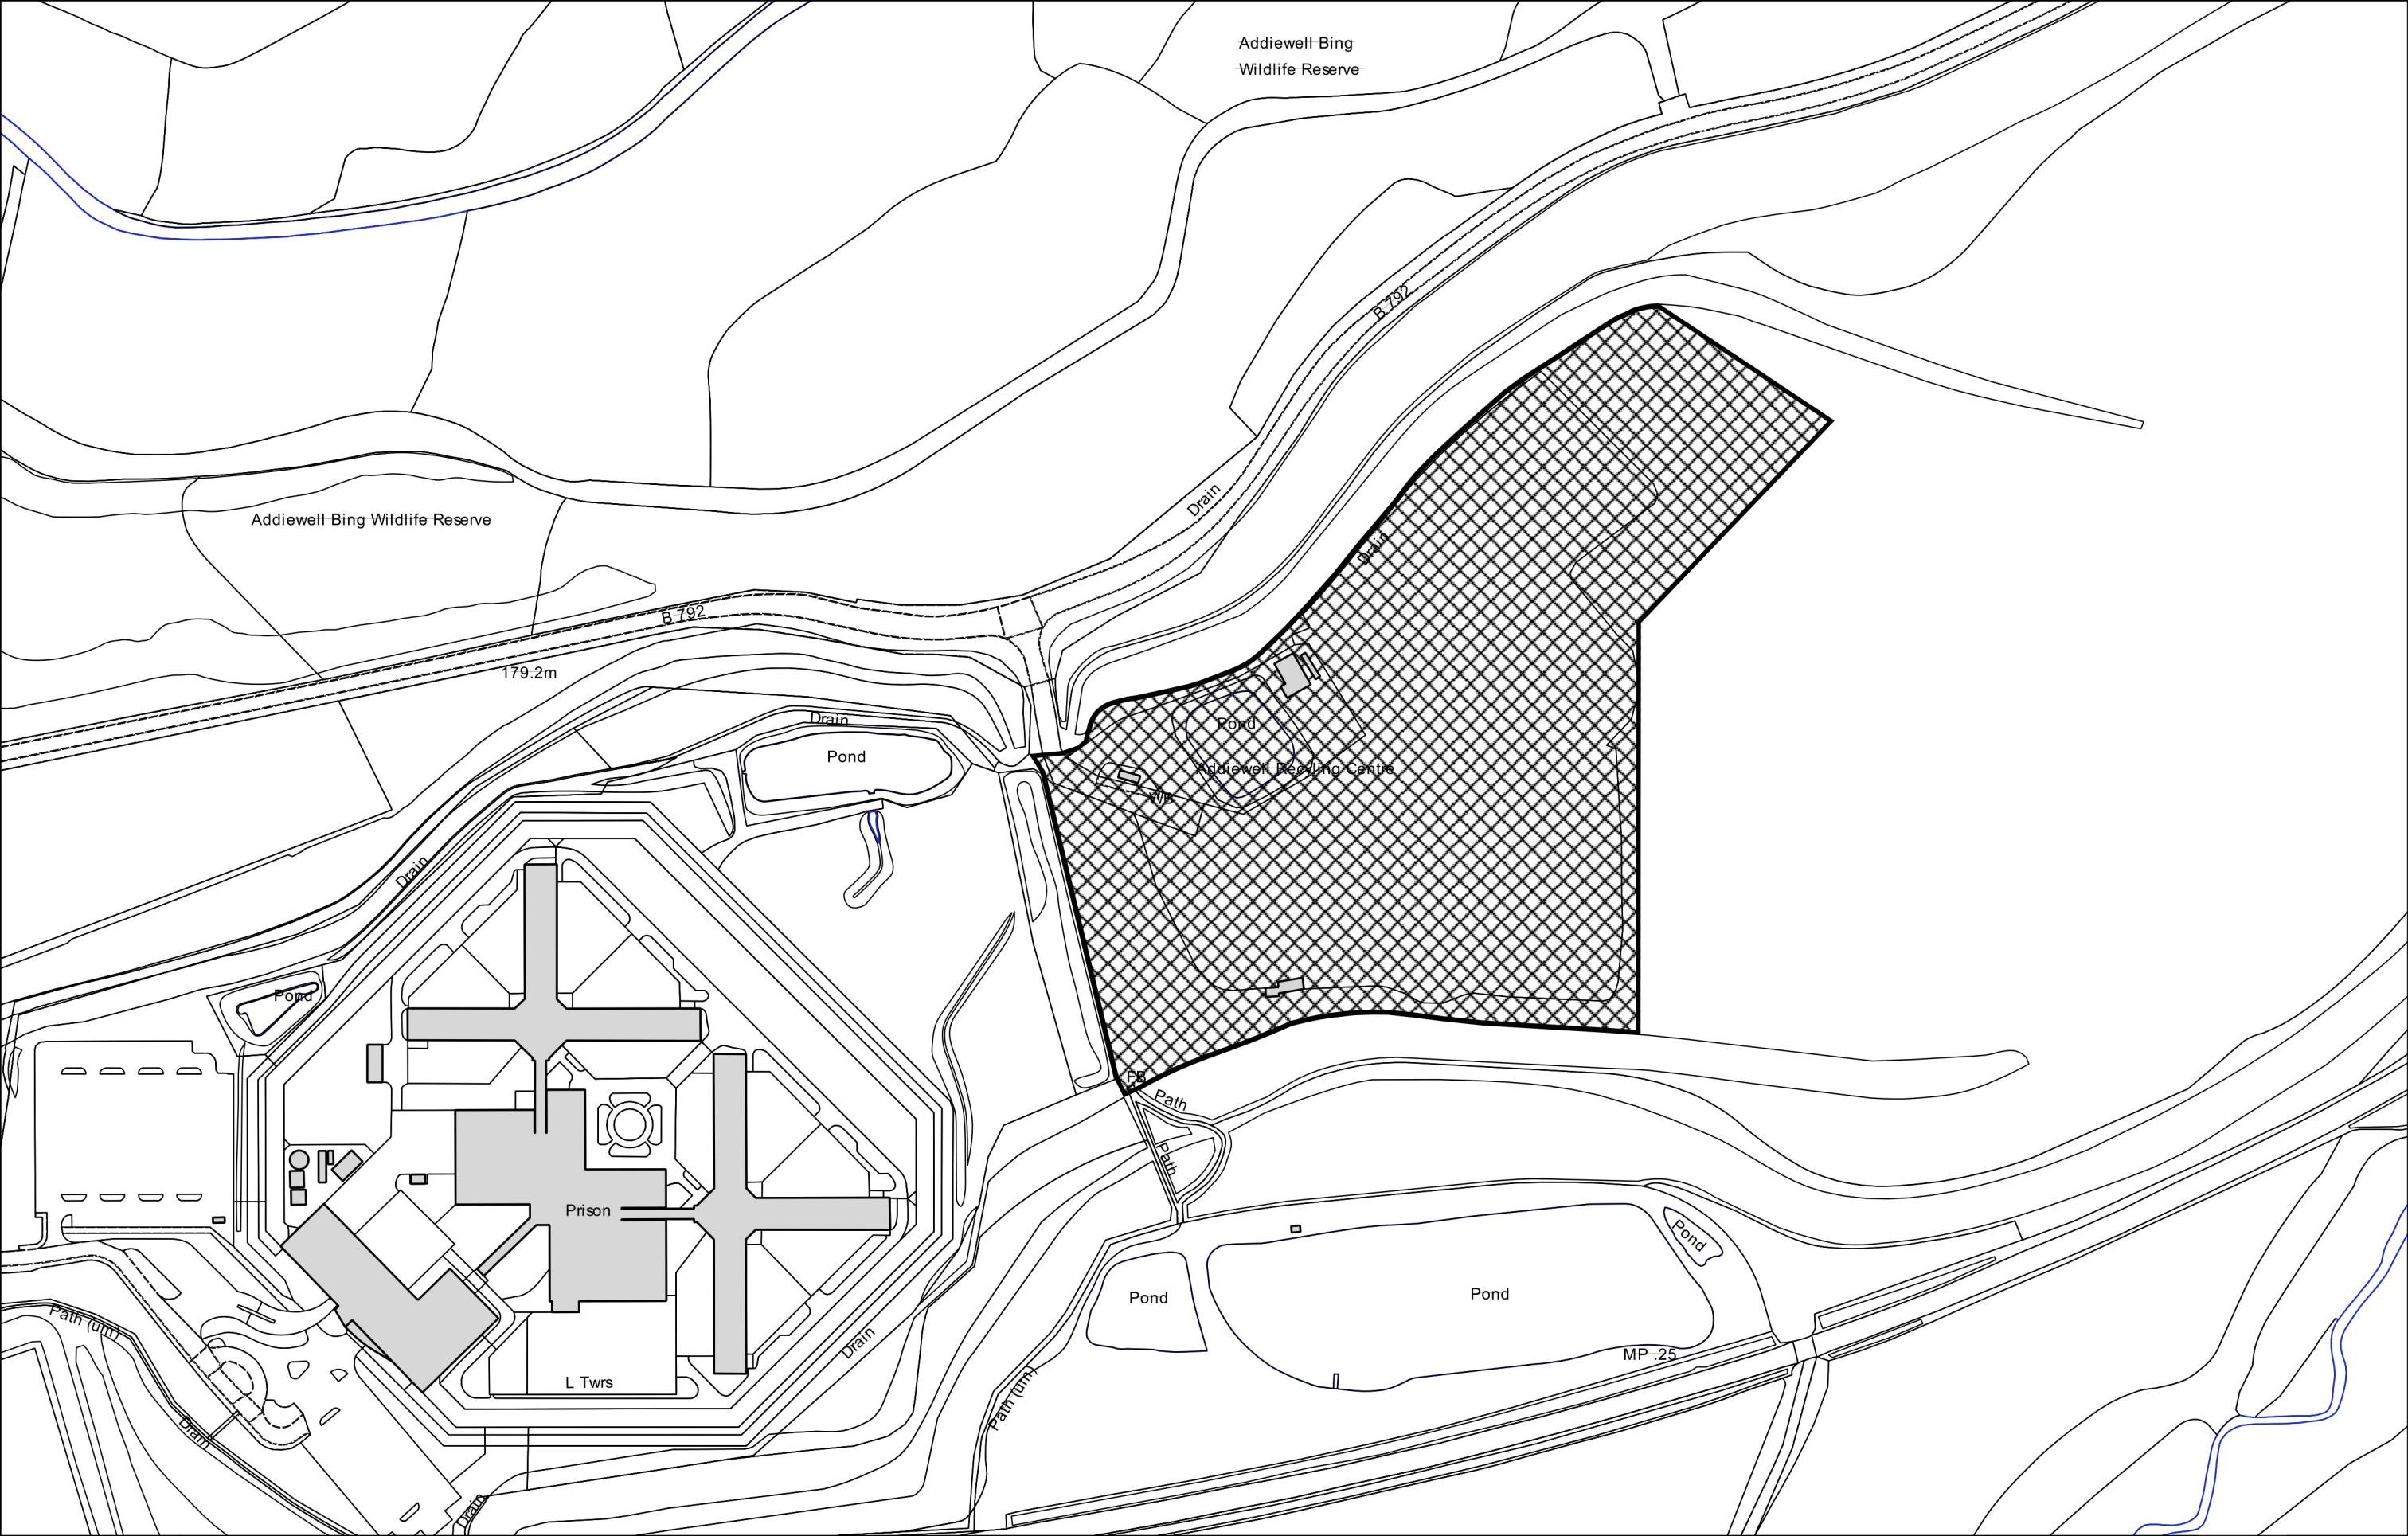 Addiewell Bing
Wildlife Reserve
B 792
Drain
Addiewell Bing Wildlife Reserve
Drain
B 792
179.2m
Drain
Pond
Pond
Addiewell Recyling Centre
WB
Drain
Pond
FB
Path
Path
Prison
Pond
Pond
Pond
Path (um)
Drain
MP .25
L Twrs
Path (um)
Drain
Drain